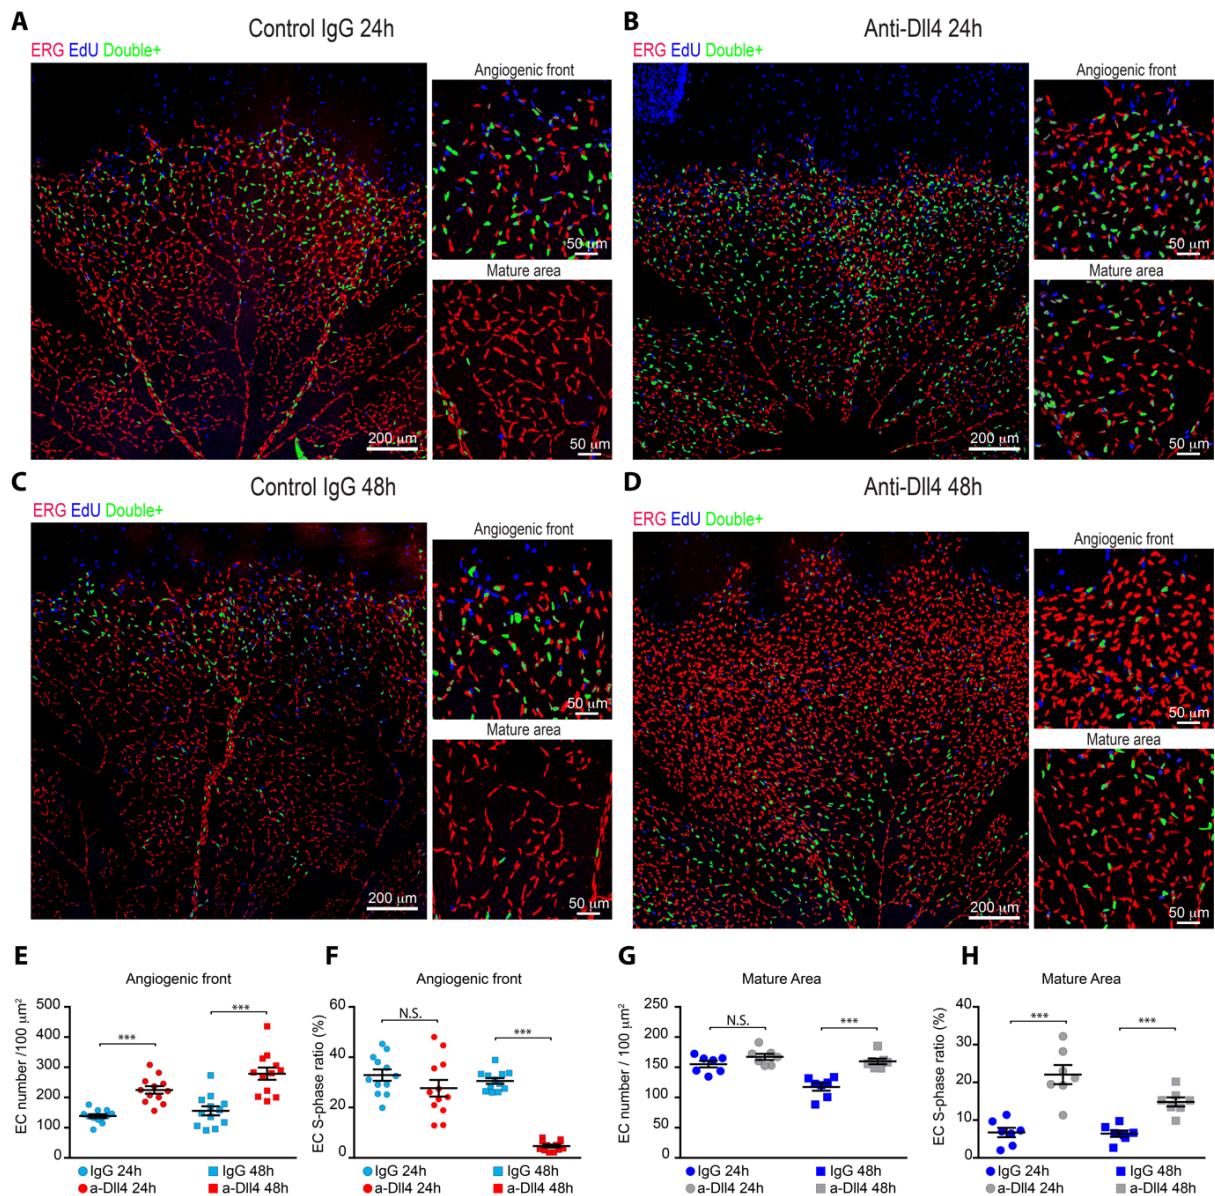 A
Control IgG 24h
ERG EdU Double+
200 µm
Angiogenic front
50 µm
Mature area
50 µm
B
Anti-Dll4 24h
ERG EdU Double+
200 µm
Angiogenic front
50 µm
Mature area
50 µm
C
Control IgG 48h
ERG EdU Double+
200 µm
Angiogenic front
50 µm
Mature area
50 µm
D
Anti-Dll4 48h
ERG EdU Double+
200 µm
Angiogenic front
50 µm
Mature area
50 µm
E
Angiogenic front
EC number /100 µm²
500
400
300
200
100
0
***
***
IgG 24h
IgG 48h
a-Dll4 24h
a-Dll4 48h
F
Angiogenic front
EC S-phase ratio (%)
60
40
20
0
N.S.
***
IgG 24h
IgG 48h
a-Dll4 24h
a-Dll4 48h
G
Mature Area
EC number / 100 µm²
250
200
150
100
50
0
N.S.
***
IgG 24h
IgG 48h
a-Dll4 24h
a-Dll4 48h
H
Mature Area
EC S-phase ratio (%)
40
30
20
10
0
***
***
IgG 24h
IgG 48h
a-Dll4 24h
a-Dll4 48h